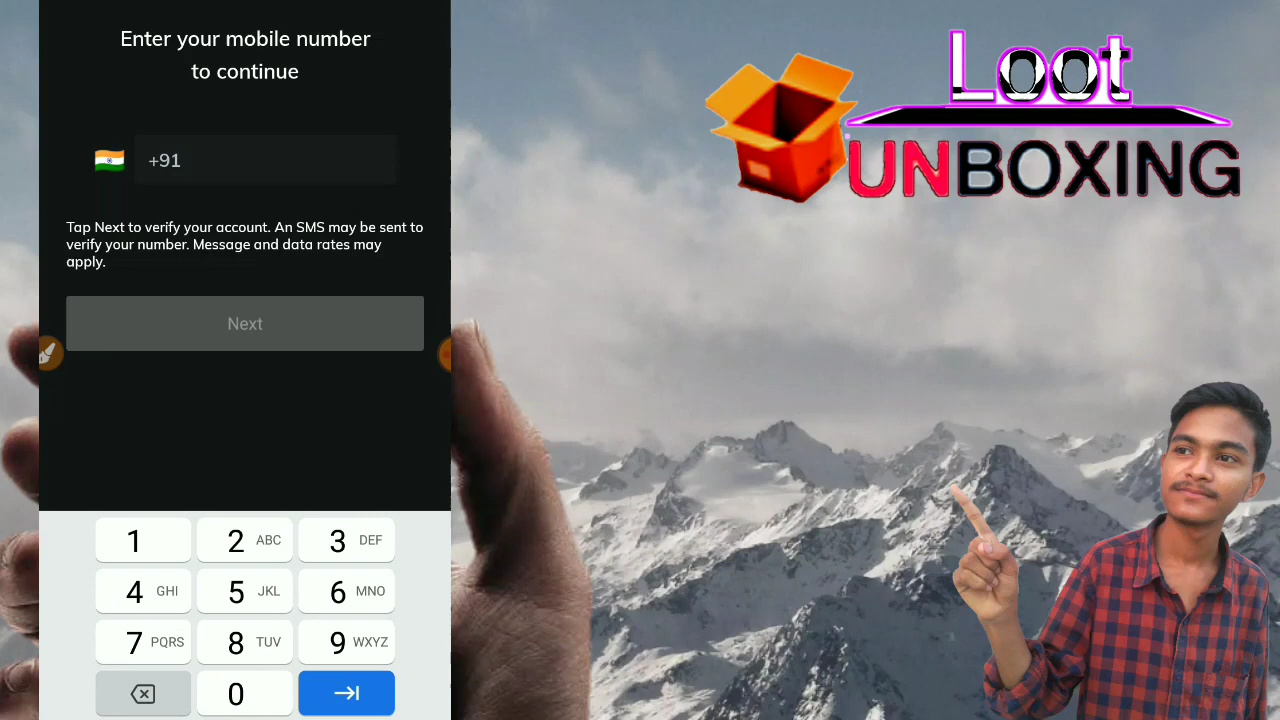 Enter your mobile number
to continue
+91
Tap Next to verify your account. An SMS may be sent to
verify your number. Message and data rates may
apply.
Next
1
2 ABC
3 DEF
4 GHI
5 JKL
6 MNO
7 PQRS
8 TUV
9 WXYZ
0
Loot
UNBOXING